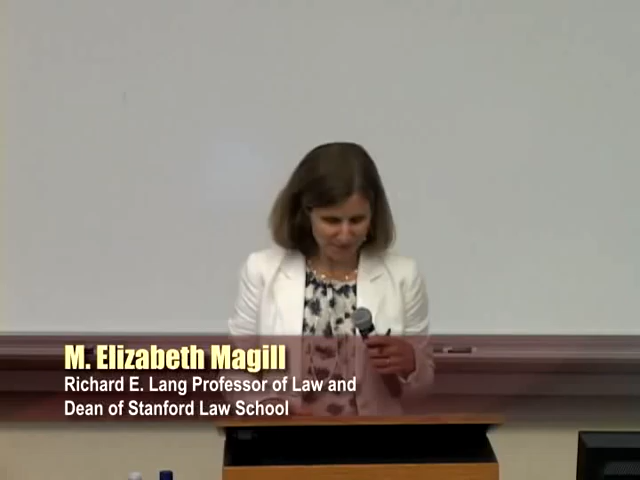 M. Elizabeth Magill
Richard E. Lang Professor of Law and
Dean of Stanford Law School